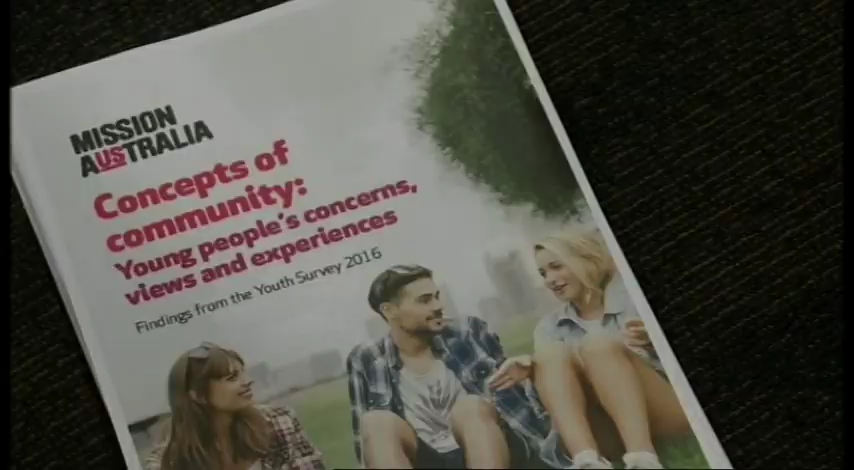 MISSION
AUSTRALIA
Concepts of
community:
Young people's concerns,
views and experiences
Findings from the Youth Survey 2016